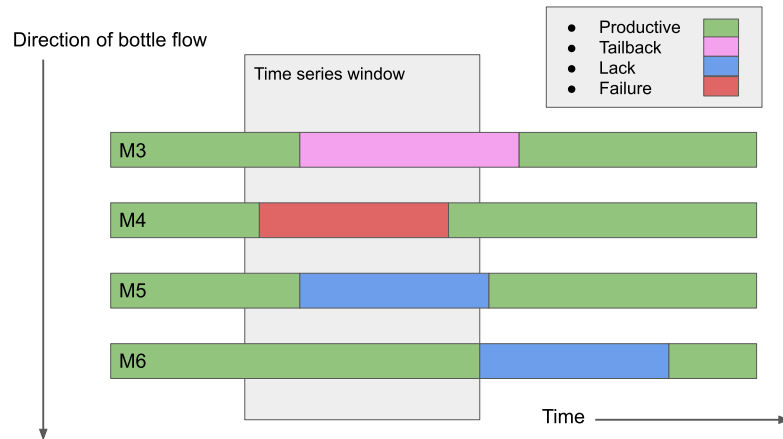 Direction of bottle flow
Productive
Tailback
Lack
Failure
Time series window
M3
M4
M5
M6
Time